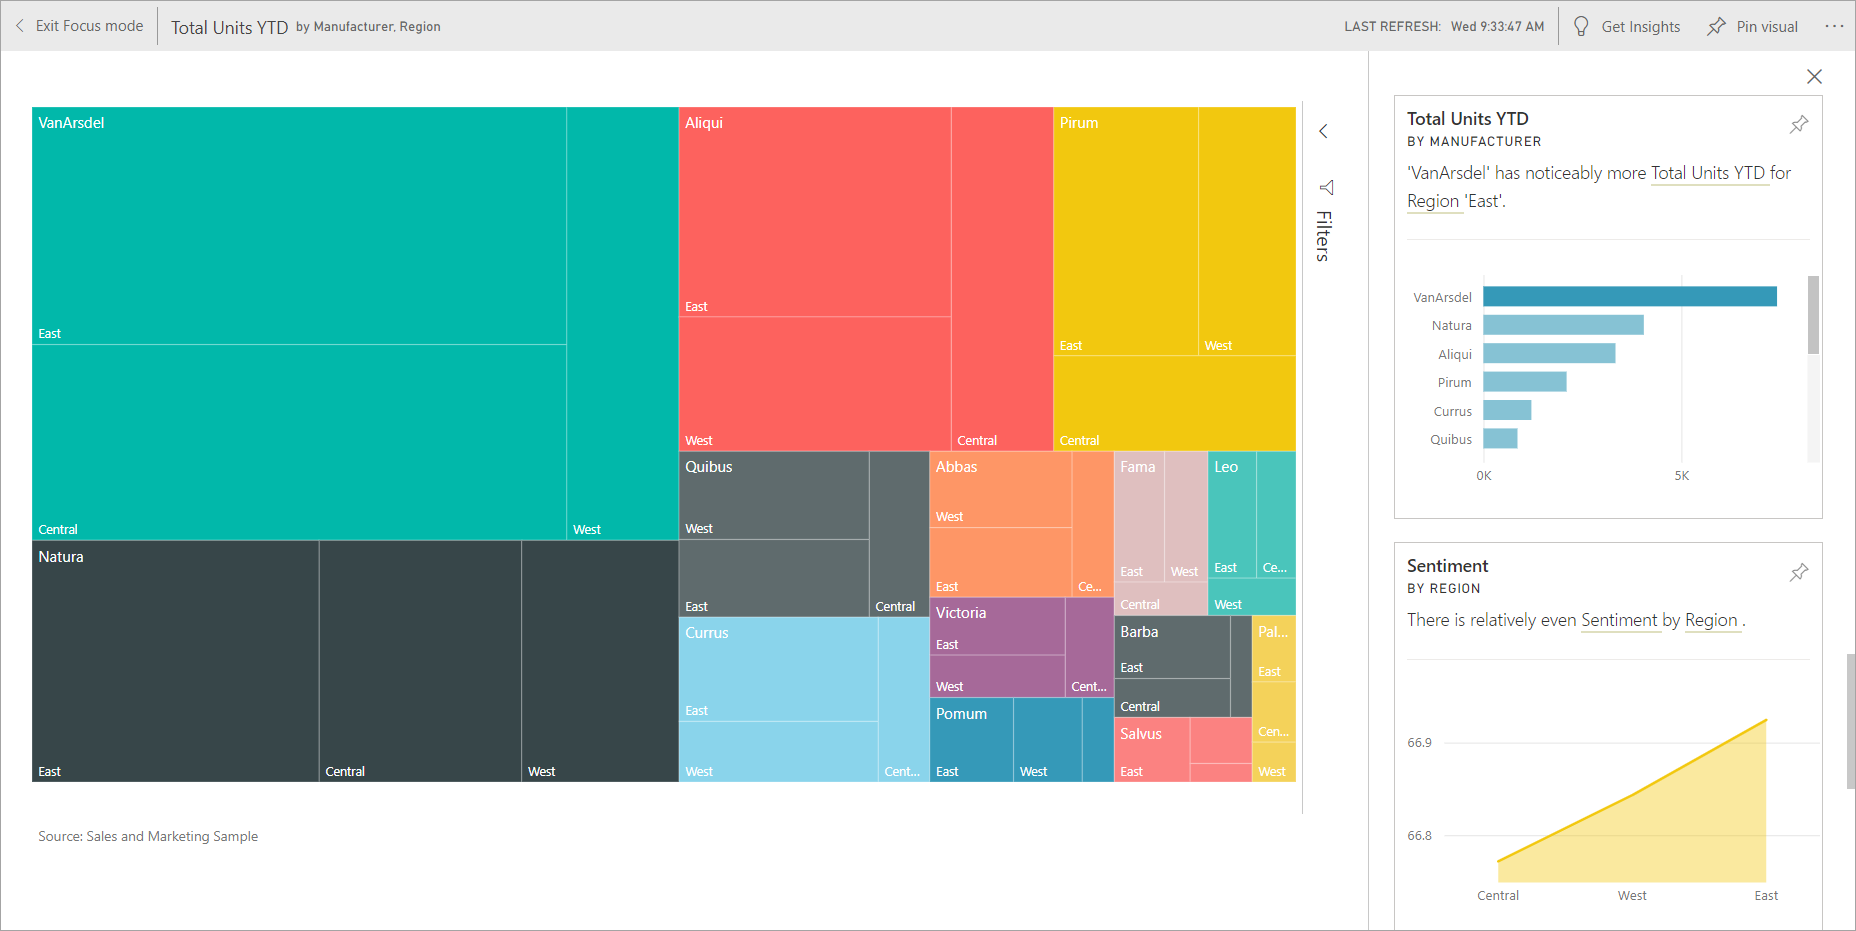 Exit Focus mode
Total Units YTD by Manufacturer, Region
LAST REFRESH: Wed 9:33:47 AM
Get Insights
Pin visual
VanArsdel
East
Central
West
Natura
East
Central
West
Aliqui
East
West
Central
Pirum
East
West
Central
Quibus
West
East
Central
Currus
East
West
Cent...
Abbas
West
East
Ce...
Victoria
East
West
Cent...
Pomum
East
West
Fama
East
West
Central
Leo
East
Ce...
West
Barba
East
Central
Salvus
East
Pal...
East
Cen...
West
Source: Sales and Marketing Sample
Filters
Total Units YTD
BY MANUFACTURER
'VanArsdel' has noticeably more Total Units YTD for
Region 'East'.
VanArsdel
Natura
Aliqui
Pirum
Currus
Quibus
0K
5K
Sentiment
BY REGION
There is relatively even Sentiment by Region .
66.9
66.8
Central
West
East